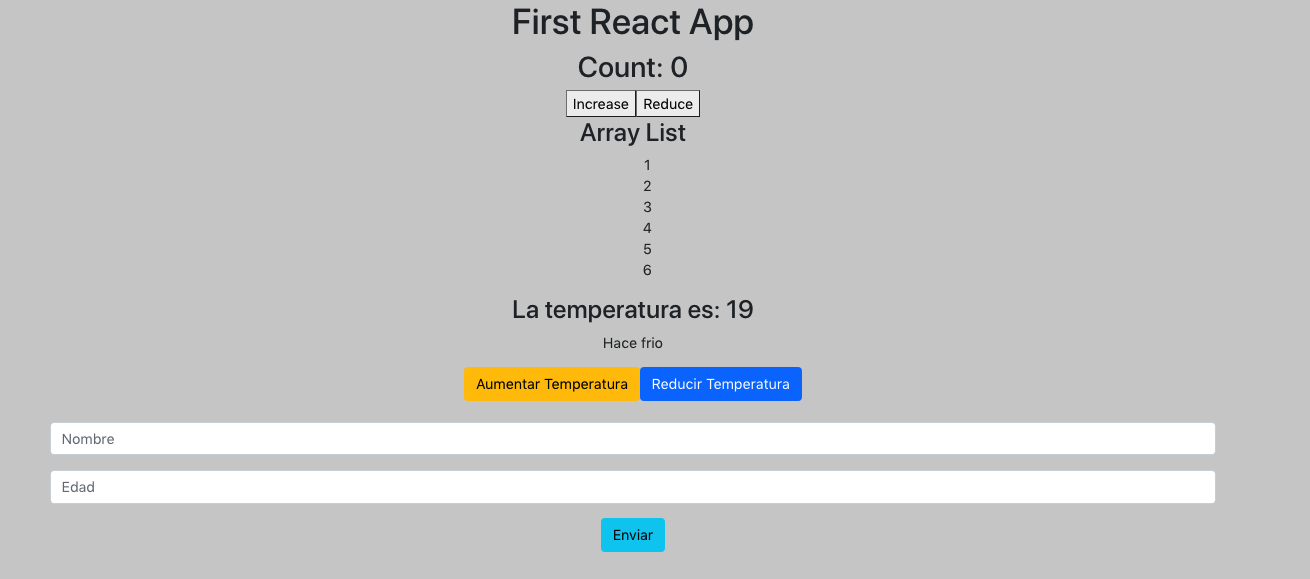 First React App
Count: 0
Increase Reduce
Array List
1
2
3
4
5
6
La temperatura es: 19
Hace frio
Aumentar Temperatura Reducir Temperatura
Nombre
Edad
Enviar